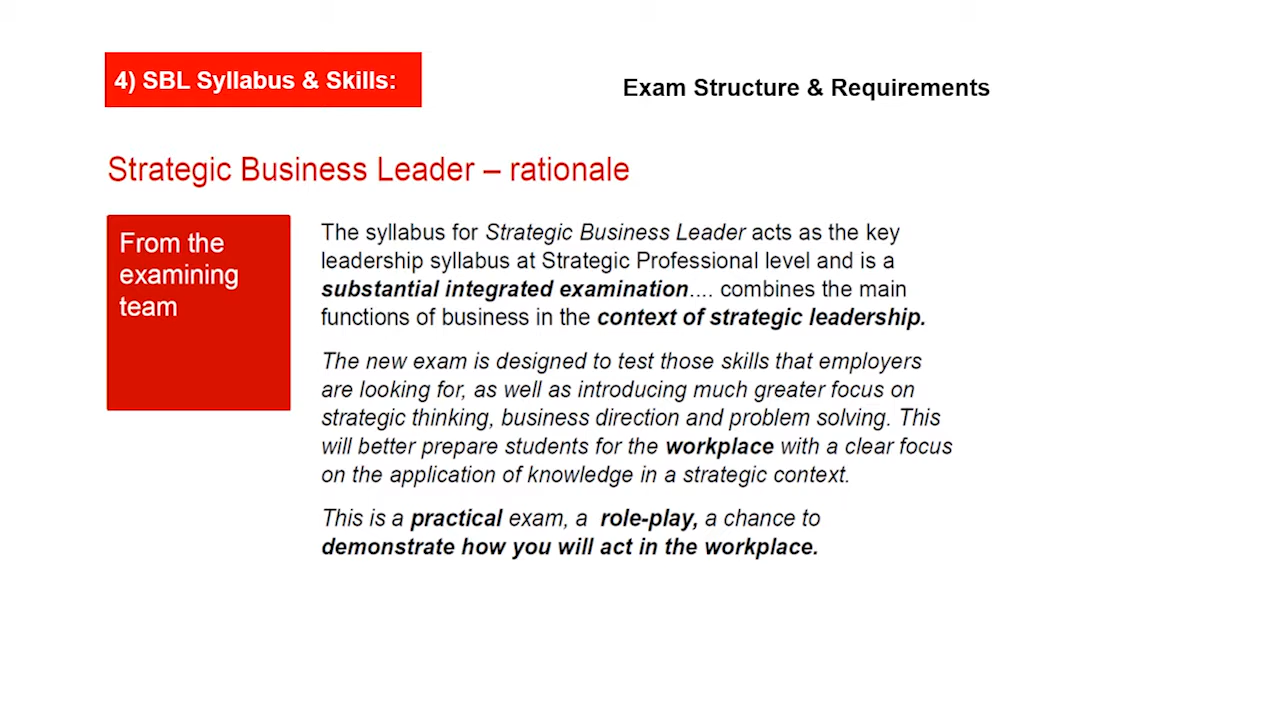 4) SBL Syllabus & Skills:
Exam Structure & Requirements
Strategic Business Leader – rationale
From the
examining
team
The syllabus for Strategic Business Leader acts as the key
leadership syllabus at Strategic Professional level and is a
substantial integrated examination.... combines the main
functions of business in the context of strategic leadership.
The new exam is designed to test those skills that employers
are looking for, as well as introducing much greater focus on
strategic thinking, business direction and problem solving. This
will better prepare students for the workplace with a clear focus
on the application of knowledge in a strategic context.
This is a practical exam, a role-play, a chance to
demonstrate how you will act in the workplace.